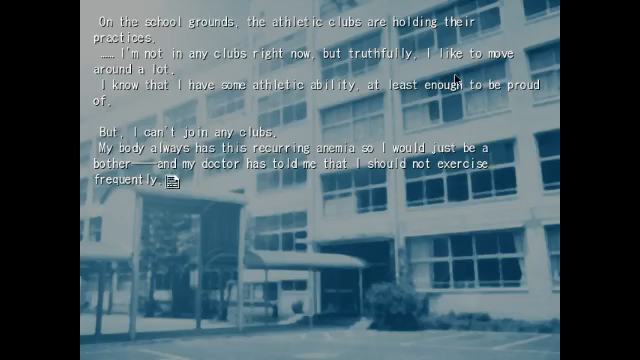 On the school grounds, the athletic clubs are holding their
practices.
…… I'm not in any clubs right now, but truthfully, I like to move
around a lot.
I know that I have some athletic ability, at least enough to be proud
of.
But, I can't join any clubs.
My body always has this recurring anemia so I would just be a
bother――and my doctor has told me that I should not exercise
frequently.